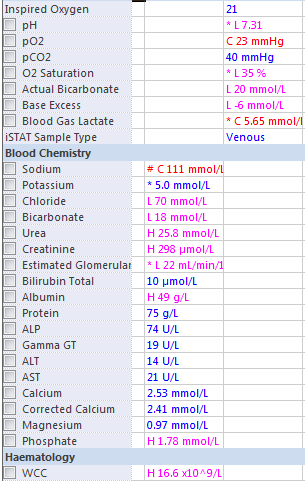 Inspired Oxygen 21
pH * L 7.31
pO2 C 23 mmHg
pCO2 40 mmHg
O2 Saturation * L 35 %
Actual Bicarbonate L 20 mmol/L
Base Excess L -6 mmol/L
Blood Gas Lactate * C 5.65 mmol/l
iSTAT Sample Type Venous
Blood Chemistry
Sodium # C 111 mmol/L
Potassium * 5.0 mmol/L
Chloride L 70 mmol/L
Bicarbonate L 18 mmol/L
Urea H 25.8 mmol/L
Creatinine H 298 µmol/L
Estimated Glomerular * L 22 mL/min/1
Bilirubin Total 10 µmol/L
Albumin H 49 g/L
Protein 75 g/L
ALP 74 U/L
Gamma GT 19 U/L
ALT 14 U/L
AST 21 U/L
Calcium 2.53 mmol/L
Corrected Calcium 2.41 mmol/L
Magnesium 0.97 mmol/L
Phosphate H 1.78 mmol/L
Haematology
WCC H 16.6 x10^9/L